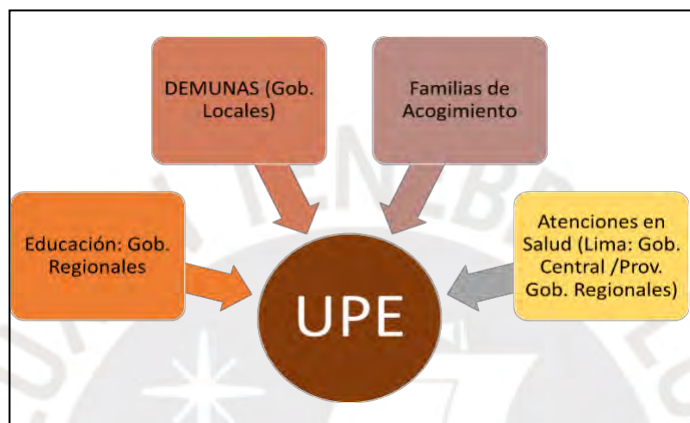 DEMUNAS (Gob.
Locales)
Familias de
Acogimiento
Educación: Gob.
Regionales
Atenciones en
Salud (Lima: Gob.
Central /Prov.
Gob. Regionales)
UPE